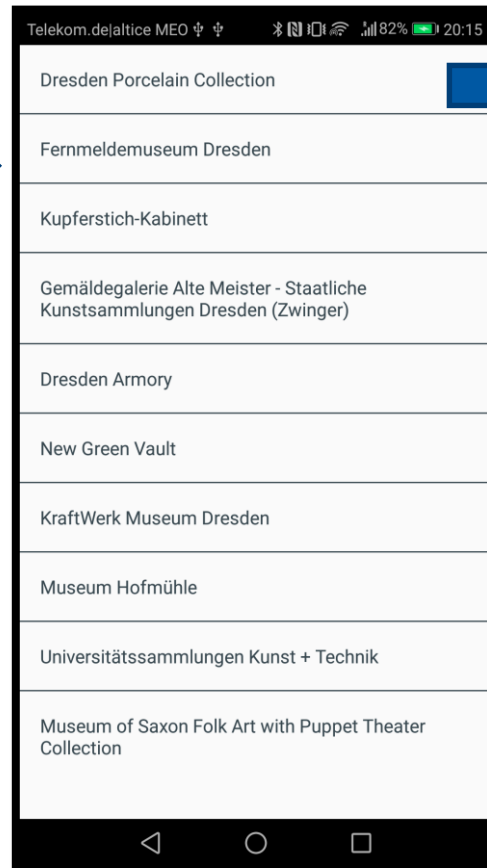 Telekom.de|altice MEO 82% 20:15
Dresden Porcelain Collection
Fernmeldemuseum Dresden
Kupferstich-Kabinett
Gemäldegalerie Alte Meister - Staatliche
Kunstsammlungen Dresden (Zwinger)
Dresden Armory
New Green Vault
KraftWerk Museum Dresden
Museum Hofmühle
Universitätssammlungen Kunst + Technik
Museum of Saxon Folk Art with Puppet Theater
Collection